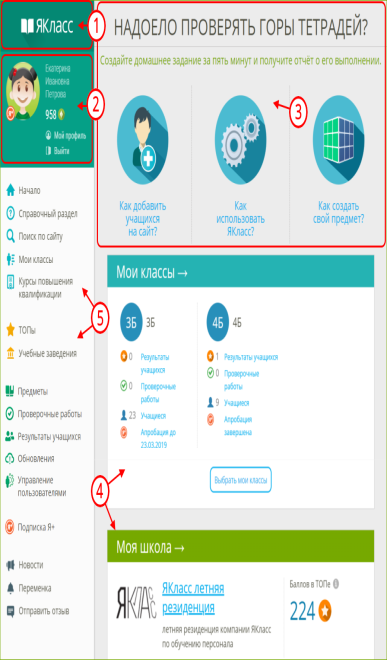 ЯКласс
1
Екатерина
Ивановна
Петрова
958
2
Мой профиль
Выйти
НАДОЕЛО ПРОВЕРЯТЬ ГОРЫ ТЕТРАДЕЙ?
Создайте домашнее задание за пять минут и получите отчёт о его выполнении.
3
Как добавить
учащихся
на сайт?
Как
использовать
ЯКласс?
Как создать
свой предмет?
Начало
Справочный раздел
Поиск по сайту
Мои классы
Курсы повышения
квалификации
5
ТОПы
Учебные заведения
Предметы
Проверочные работы
Результаты учащихся
Обновления
Управление
пользователями
Подписка Я+
Новости
Переменка
Отправить отзыв
Мои классы →
3Б 3Б
0 Результаты
учащихся
0 Проверочные
работы
23 Учащиеся
Апробация до
23.03.2019
4Б 4Б
1 Результаты учащихся
0 Проверочные
работы
9 Учащиеся
Апробация
завершена
Выбрать мои классы
4
Моя школа →
ЯКЛАСС
ЯКласс летняя
резиденция
летняя резиденция компании ЯКласс
по обучению персонала
Баллов в ТОПе
224